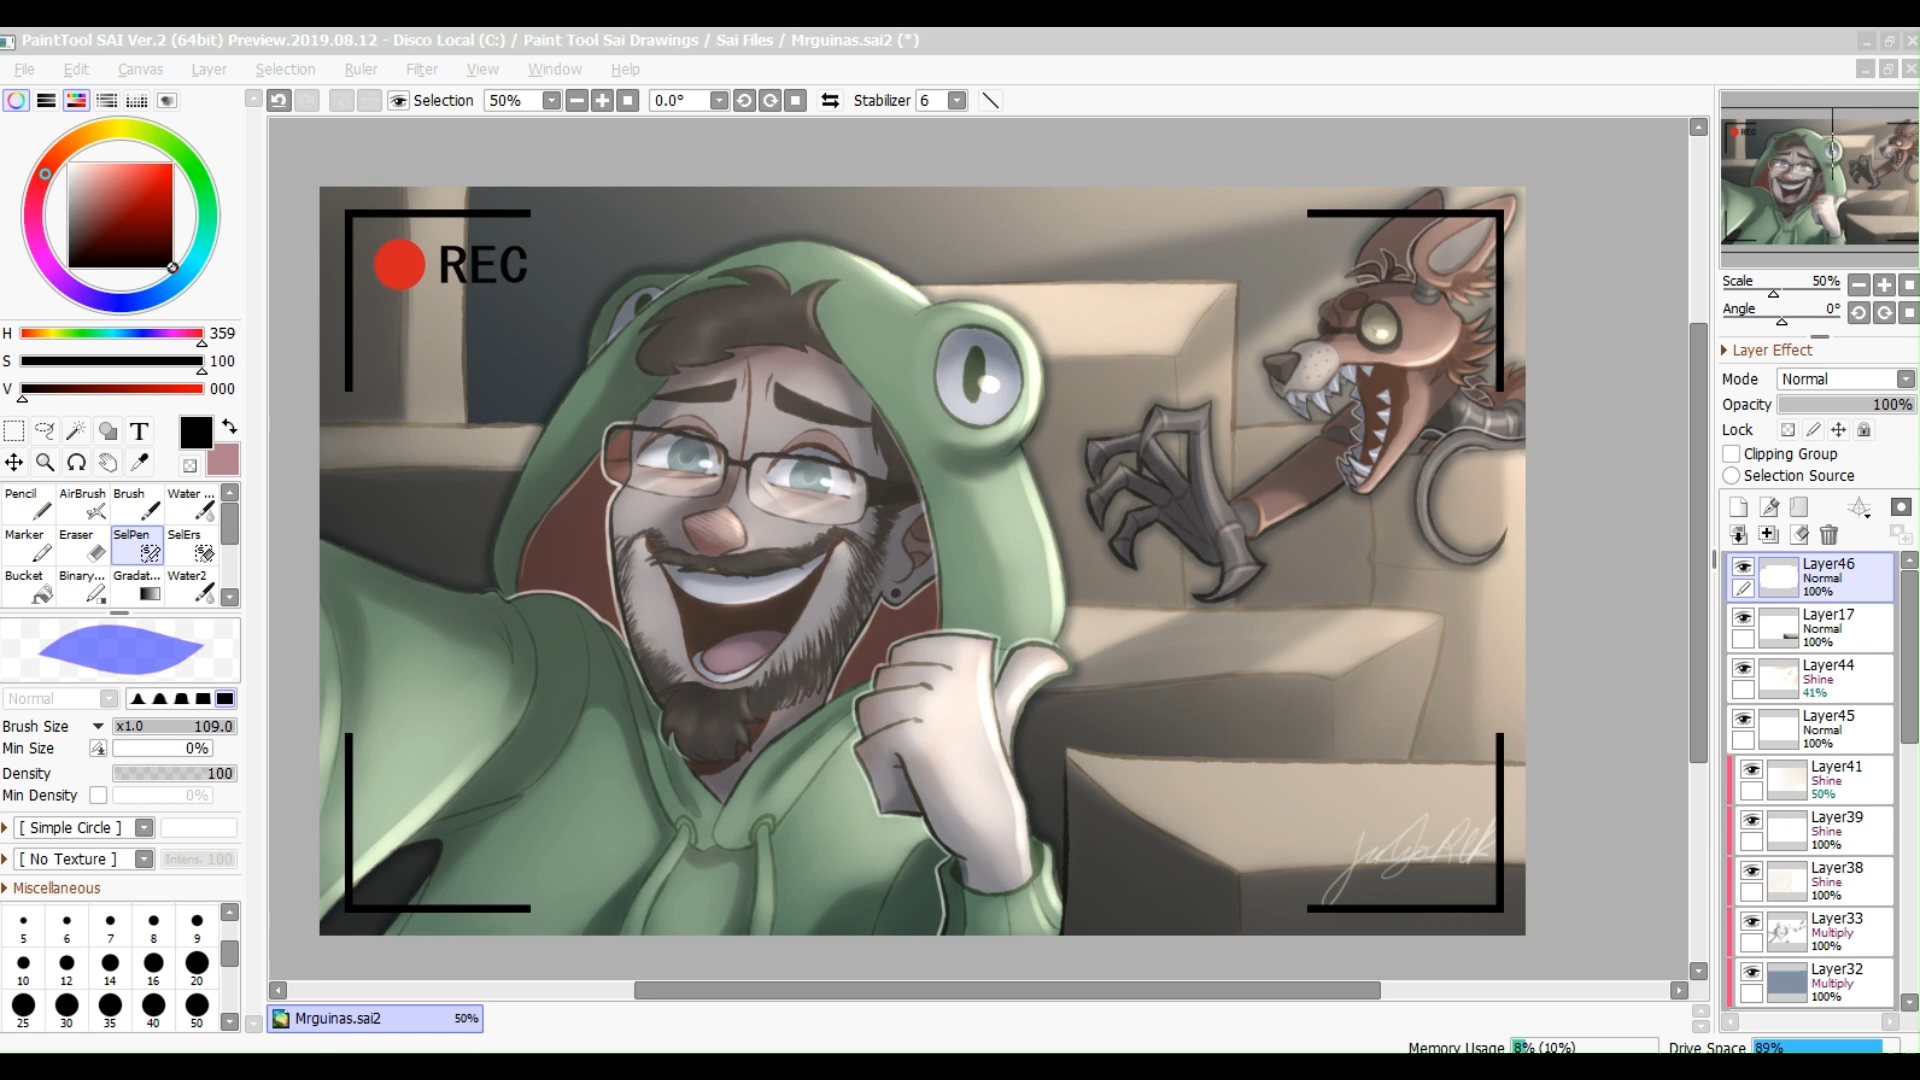 PaintTool SAI Ver.2 (64bit) Preview.2019.08.12 - Disco Local (C:) / Paint Tool Sai Drawings / Sai Files / Mrguinas.sai2 (*)
File Edit Canvas Layer Selection Ruler Filter View Window Help
Selection 50% 0.0° Stabilizer 6
REC
REC
H 359
S 100
V 000
T
Pencil AirBrush Brush Water ...
Marker Eraser SelPen SelErs
Bucket Binary... Gradat... Water2
Normal
Brush Size x1.0 109.0
Min Size 0%
Density 100
Min Density 0%
[ Simple Circle ]
[ No Texture ] Intens. 100
Miscellaneous
5 6 7 8 9
10 12 14 16 20
25 30 35 40 50
Mrguinas.sai2 50%
Scale 50%
Angle 0°
Layer Effect
Mode Normal
Opacity 100%
Lock
Clipping Group
Selection Source
Layer46
Normal
100%
Layer17
Normal
100%
Layer44
Shine
41%
Layer45
Normal
100%
Layer41
Shine
50%
Layer39
Shine
100%
Layer38
Shine
100%
Layer33
Multiply
100%
Layer32
Multiply
100%
Memory Usage 8% (10%) Drive Space 89%